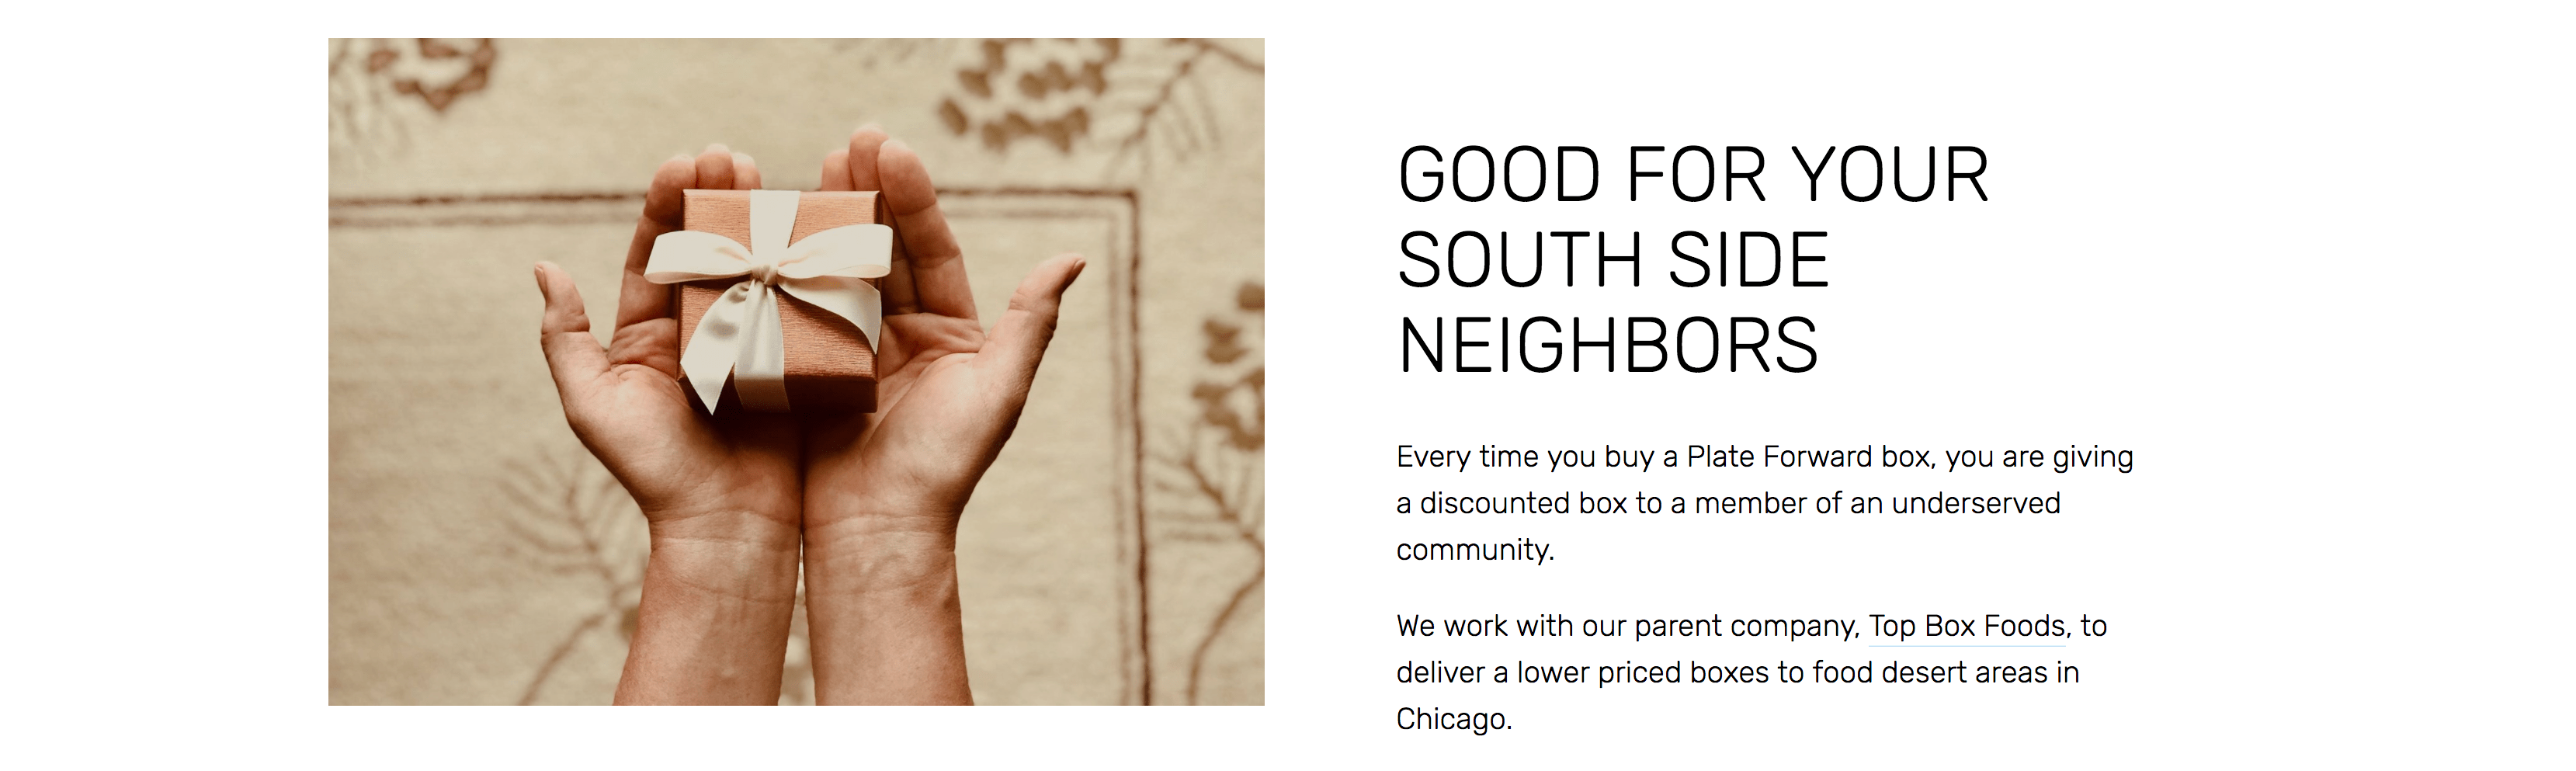 GOOD FOR YOUR
SOUTH SIDE
NEIGHBORS
Every time you buy a Plate Forward box, you are giving
a discounted box to a member of an underserved
community.
We work with our parent company, Top Box Foods, to
deliver a lower priced boxes to food desert areas in
Chicago.